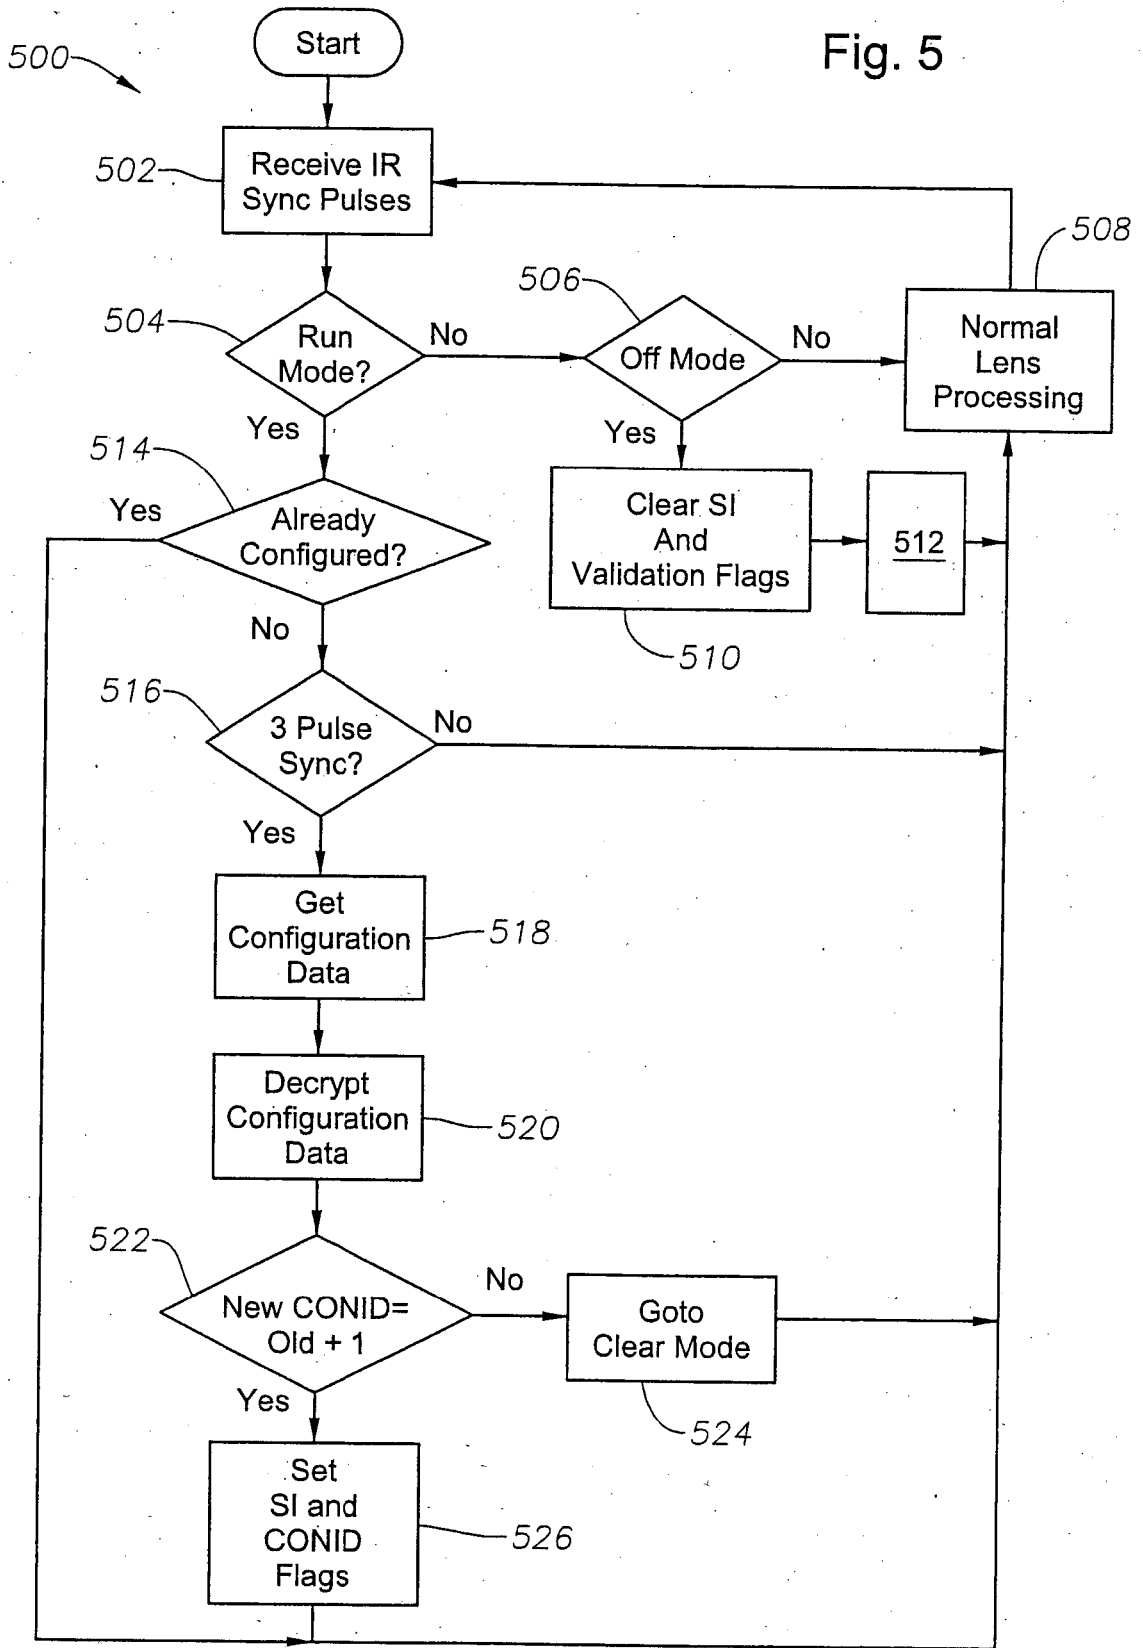 Fig. 5
500
Start
502
Receive IR
Sync Pulses
504
Run
Mode?
No
506
Off Mode
No
508
Normal
Lens
Processing
Yes
Yes
514
Yes
Already
Configured?
Clear SI
And
Validation Flags
512
510
No
516
3 Pulse
Sync?
No
Yes
Get
Configuration
Data
518
Decrypt
Configuration
Data
520
522
New CONID=
Old + 1
No
Goto
Clear Mode
524
Yes
Set
SI and
CONID
Flags
526